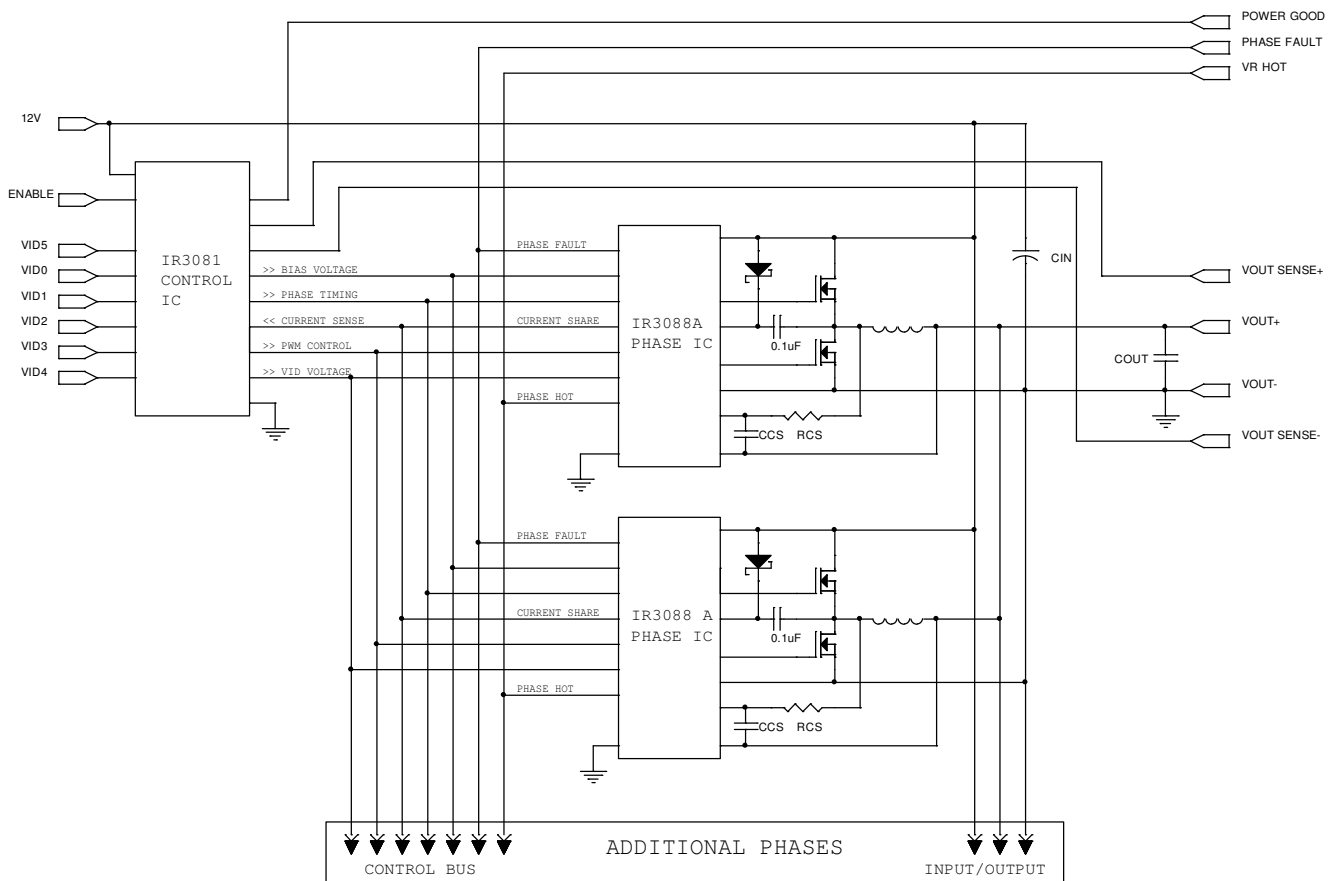 POWER GOOD
PHASE FAULT
VR HOT
12V
ENABLE
VID5
VID0
VID1
VID2
VID3
VID4
IR3081
CONTROL
IC
>> BIAS VOLTAGE
>> PHASE TIMING
<< CURRENT SENSE
>> PWM CONTROL
>> VID VOLTAGE
PHASE FAULT
CURRENT SHARE
PHASE HOT
IR3088A
PHASE IC
0.1uF
CCS
RCS
CIN
COUT
VOUT SENSE+
VOUT+
VOUT-
VOUT SENSE-
PHASE FAULT
CURRENT SHARE
PHASE HOT
IR3088 A
PHASE IC
0.1uF
CCS
RCS
ADDITIONAL PHASES
CONTROL BUS
INPUT/OUTPUT